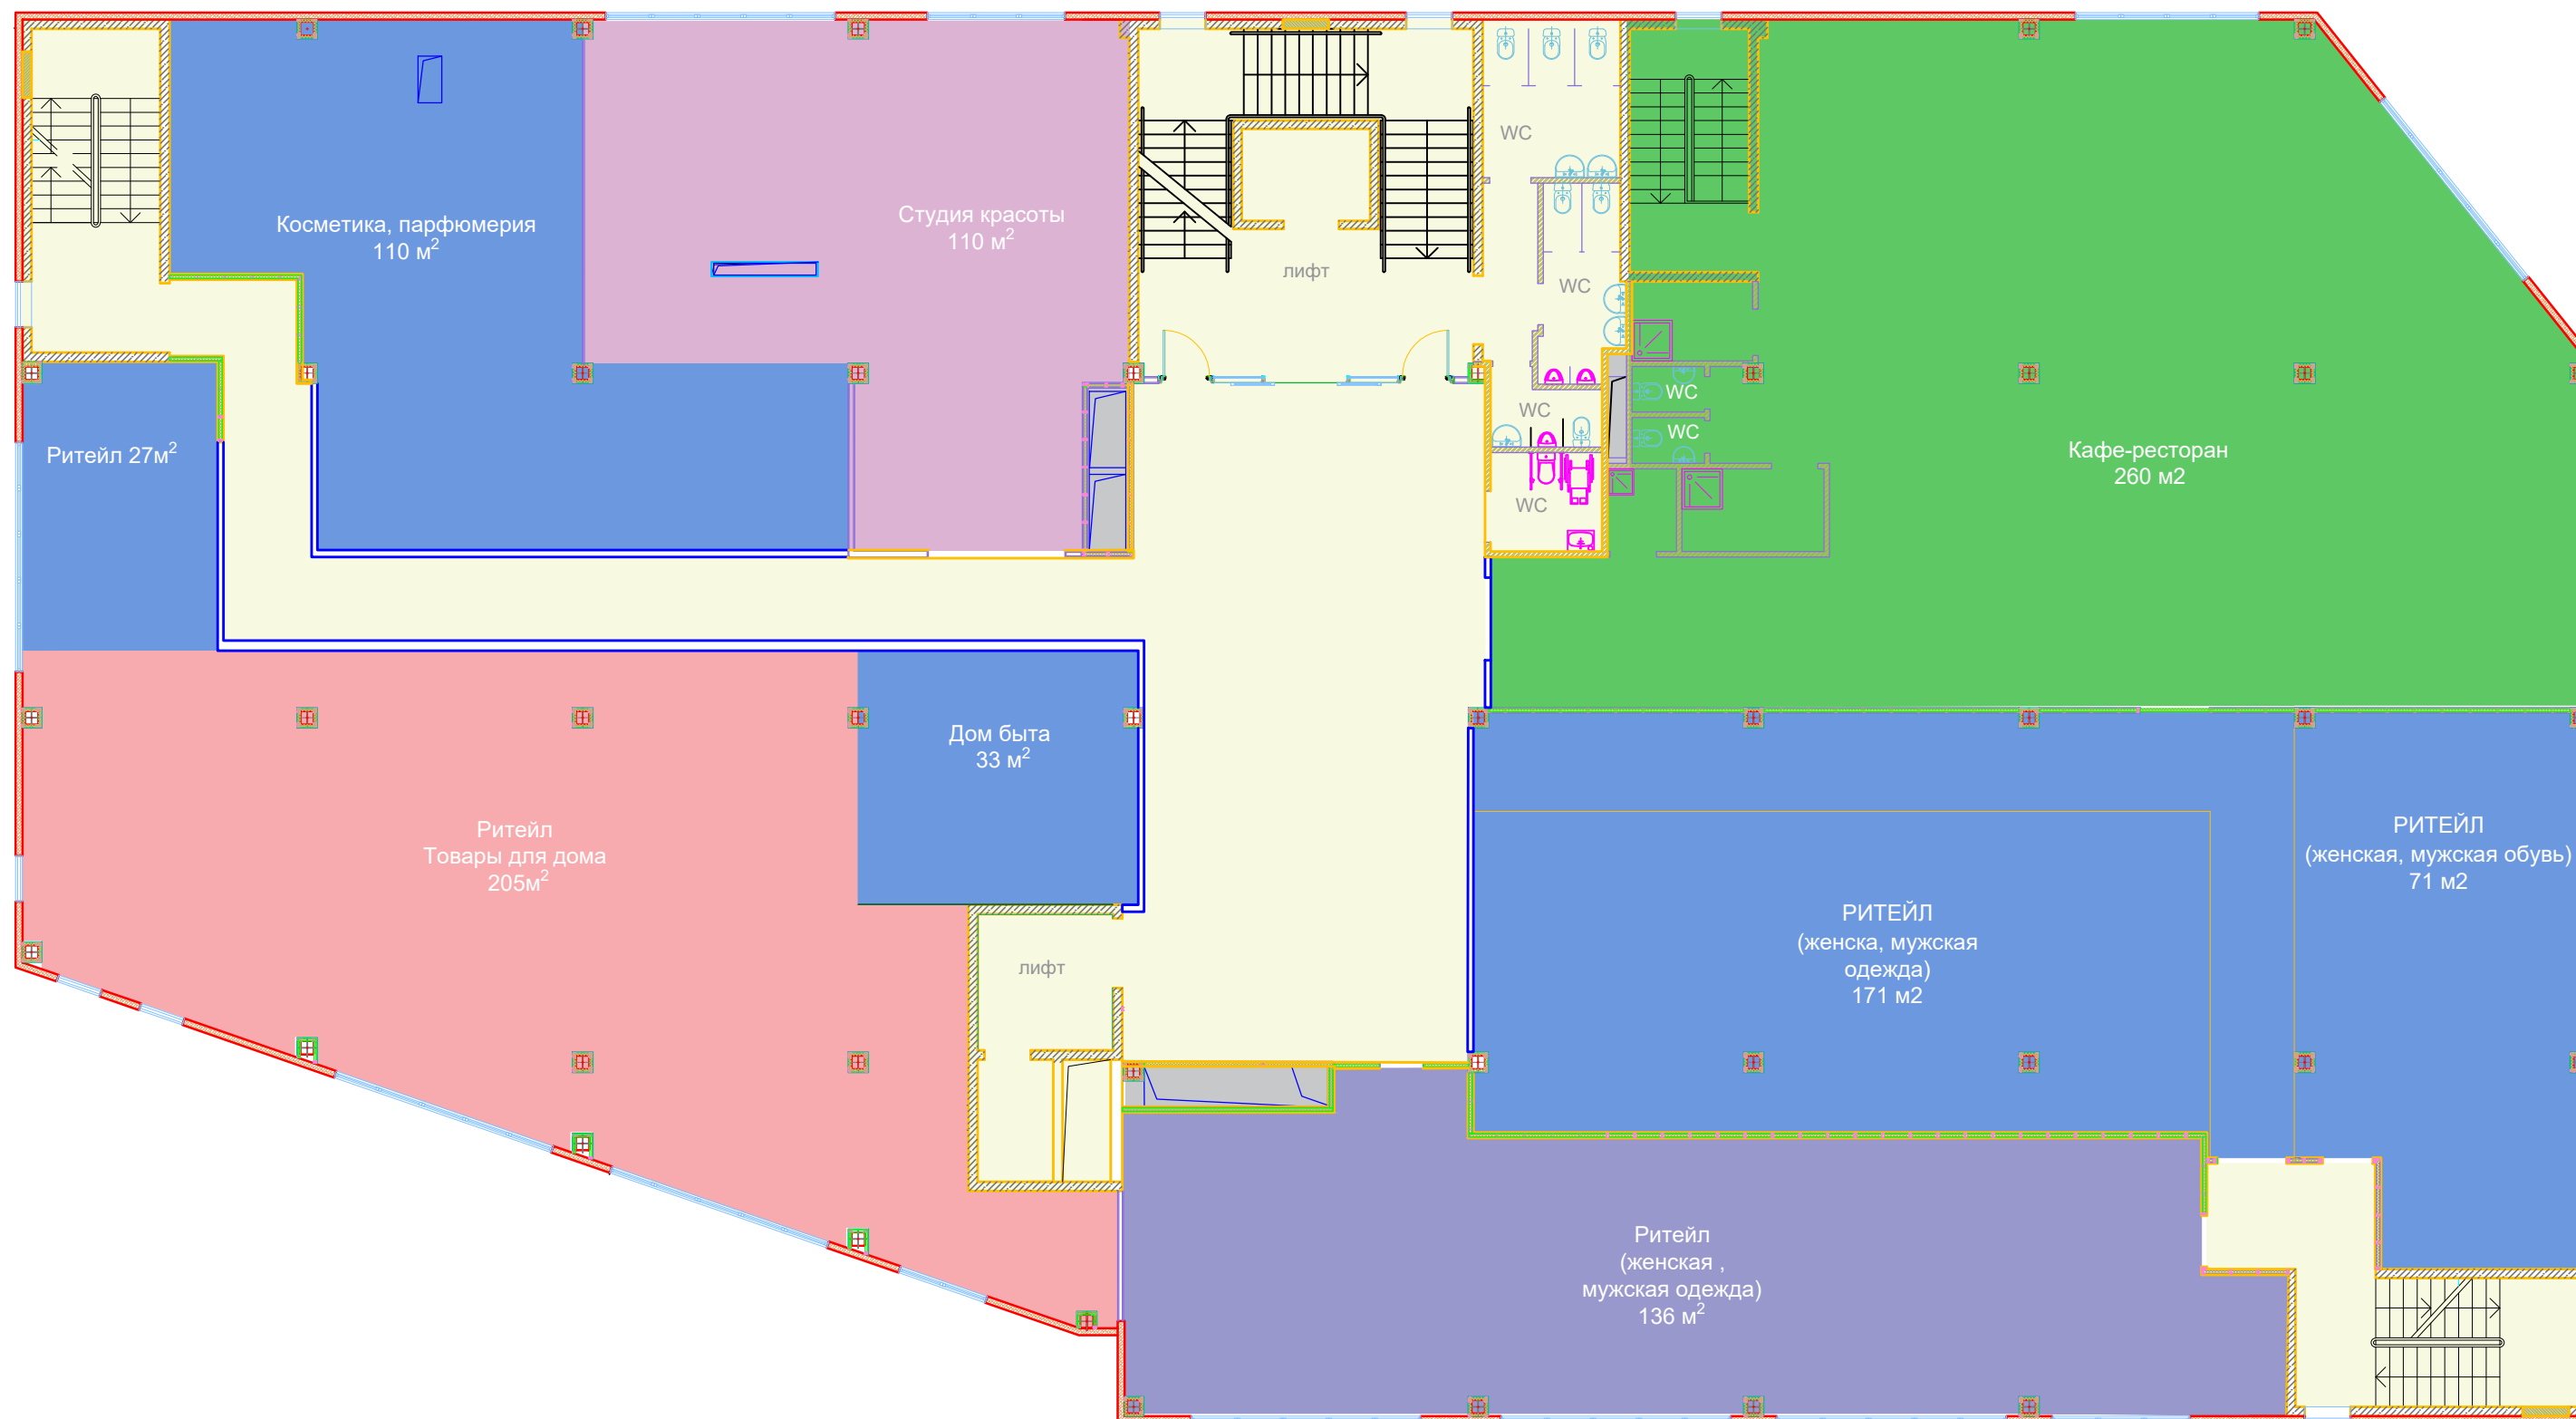 WC
Студия красоты
110 м²
Косметика, парфюмерия
110 м²
лифт
WC
WC
WC
WC
WC
Ритейл 27м²
Кафе-ресторан
260 м2
Дом быта
33 м²
Ритейл
Товары для дома
205м²
РИТЕЙЛ
(женская, мужская обувь)
71 м2
РИТЕЙЛ
(женска, мужская
одежда)
171 м2
лифт
Ритейл
(женская ,
мужская одежда)
136 м²